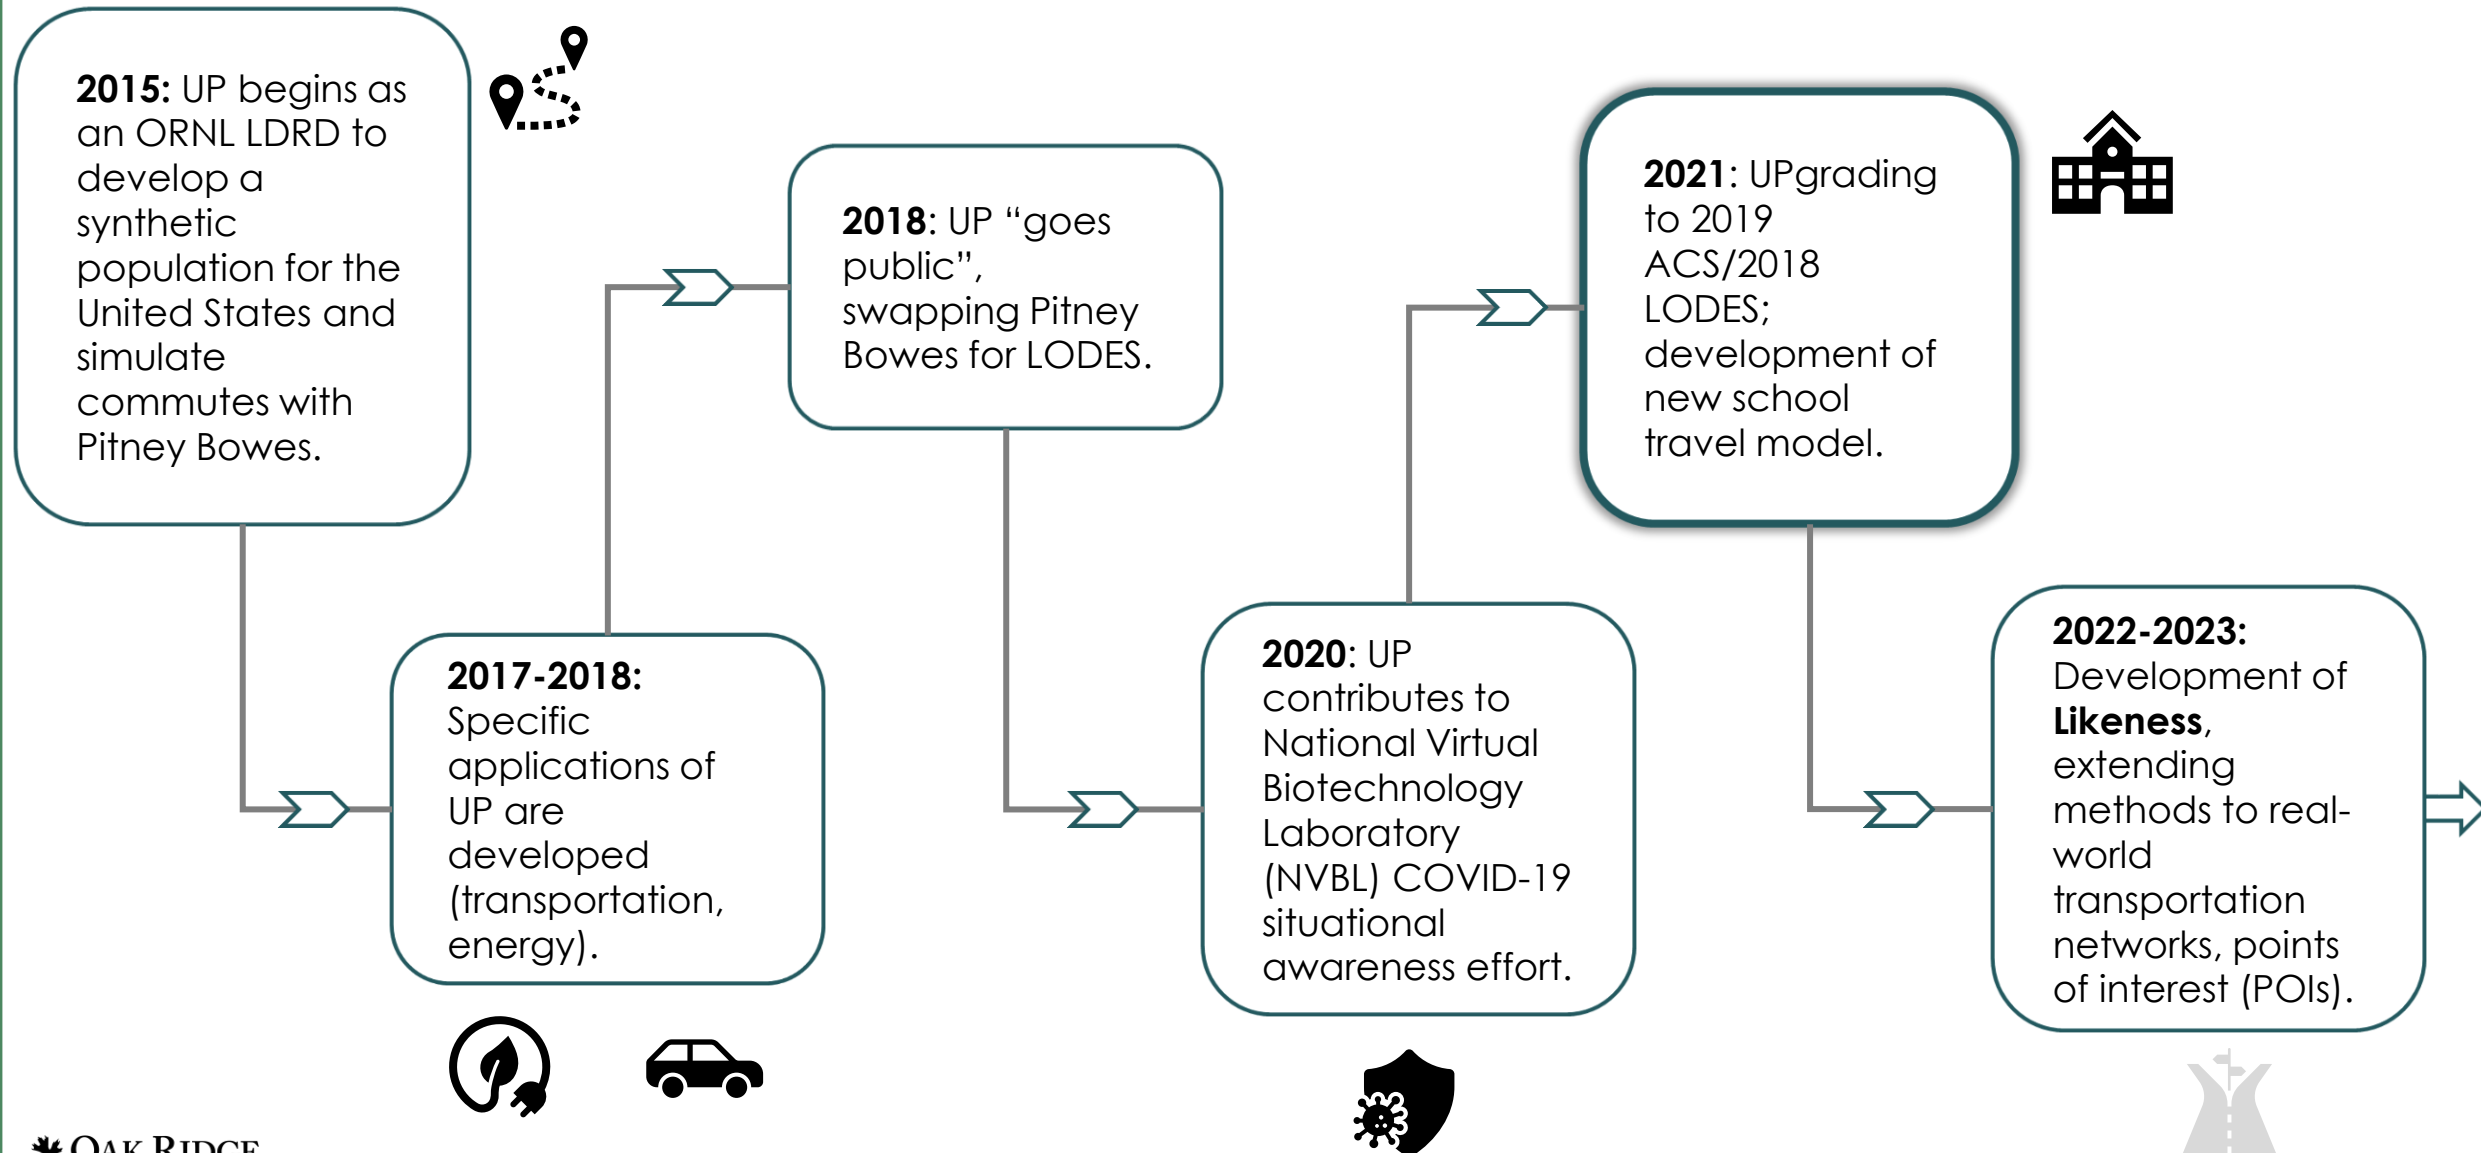 2015: UP begins as
an ORNL LDRD to
develop a
synthetic
population for the
United States and
simulate
commutes with
Pitney Bowes.
2017-2018:
Specific
applications of
UP are
developed
(transportation,
energy).
2018: UP “goes
public”,
swapping Pitney
Bowes for LODES.
2020: UP
contributes to
National Virtual
Biotechnology
Laboratory
(NVBL) COVID-19
situational
awareness effort.
2021: UPgrading
to 2019
ACS/2018
LODES;
development of
new school
travel model.
2022-2023:
Development of
Likeness,
extending
methods to real-
world
transportation
networks, points
of interest (POIs).
OAK RIDGE